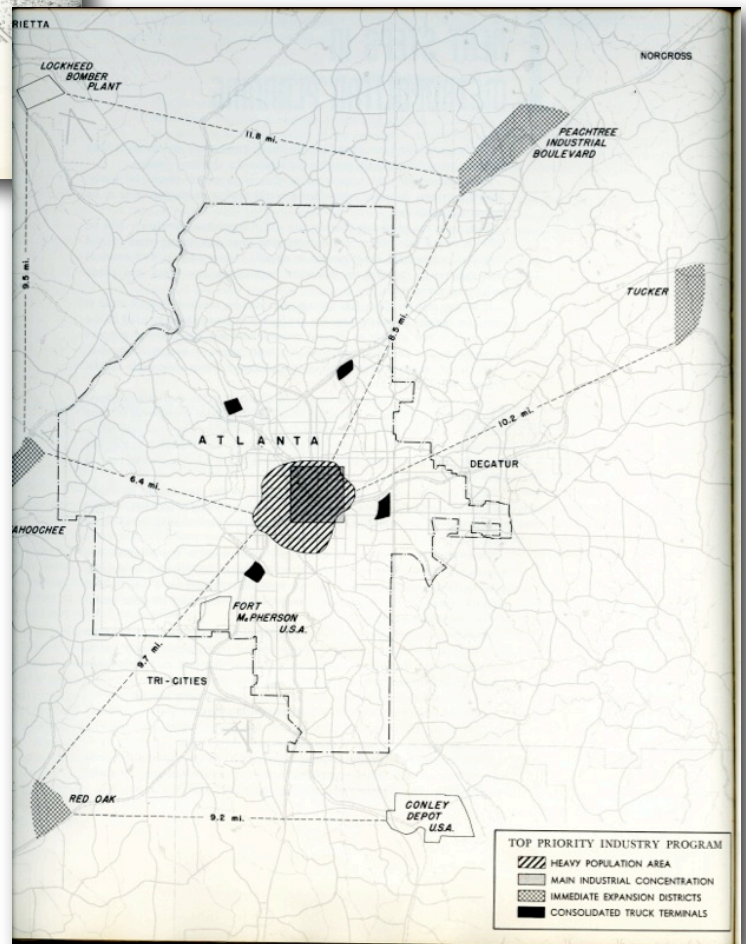 RIETTA
LOCKHEED
BOMBER
PLANT
NORCROSS
11.8 mi.
PEACHTREE
INDUSTRIAL
BOULEVARD
9.5 mi.
TUCKER
8.5 mi.
10.2 mi.
ATLANTA
DECATUR
6.4 mi.
AHOOCHEE
FORT
McPHERSON
U.S.A.
9.7 mi.
TRI-CITIES
RED OAK
9.2 mi.
CONLEY
DEPOT
U.S.A.
TOP PRIORITY INDUSTRY PROGRAM
HEAVY POPULATION AREA
MAIN INDUSTRIAL CONCENTRATION
IMMEDIATE EXPANSION DISTRICTS
CONSOLIDATED TRUCK TERMINALS